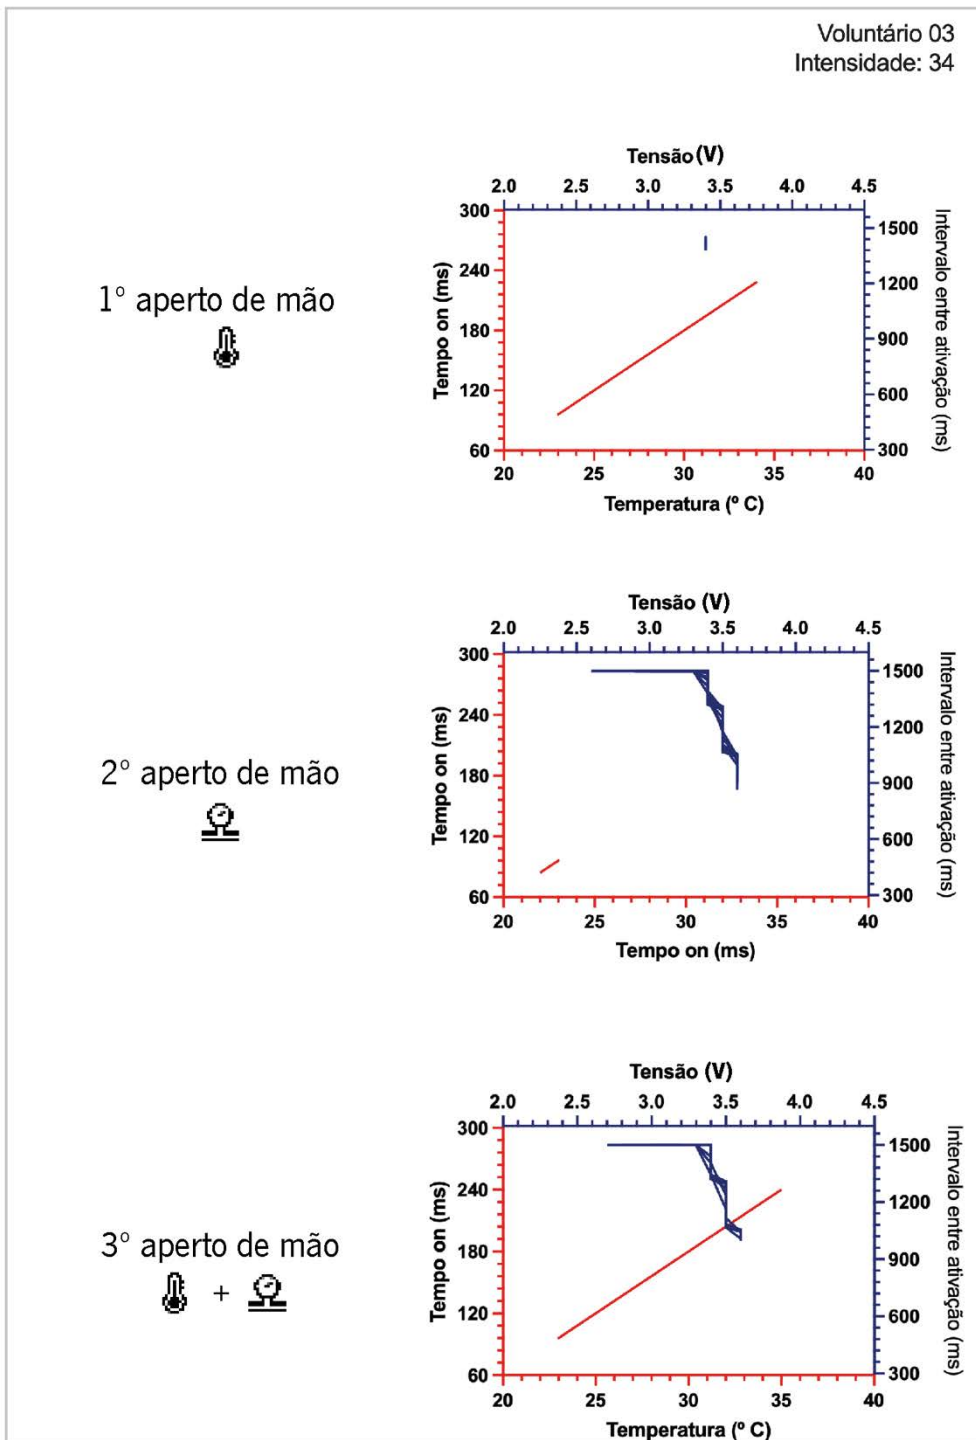 Voluntário 03
Intensidade: 34
Tensão (V)
2.0 2.5 3.0 3.5 4.0 4.5
1° aperto de mão
Tempo on (ms)
300
240
180
120
60
Intervalo entre ativação (ms)
1500
1200
900
600
300
20 25 30 35 40
Temperatura (º C)
Tensão (V)
2.0 2.5 3.0 3.5 4.0 4.5
2° aperto de mão
Tempo on (ms)
300
240
180
120
60
Intervalo entre ativação (ms)
1500
1200
900
600
300
20 25 30 35 40
Tempo on (ms)
Tensão (V)
2.0 2.5 3.0 3.5 4.0 4.5
3° aperto de mão
+
Tempo on (ms)
300
240
180
120
60
Intervalo entre ativação (ms)
1500
1200
900
600
300
20 25 30 35 40
Temperatura (º C)